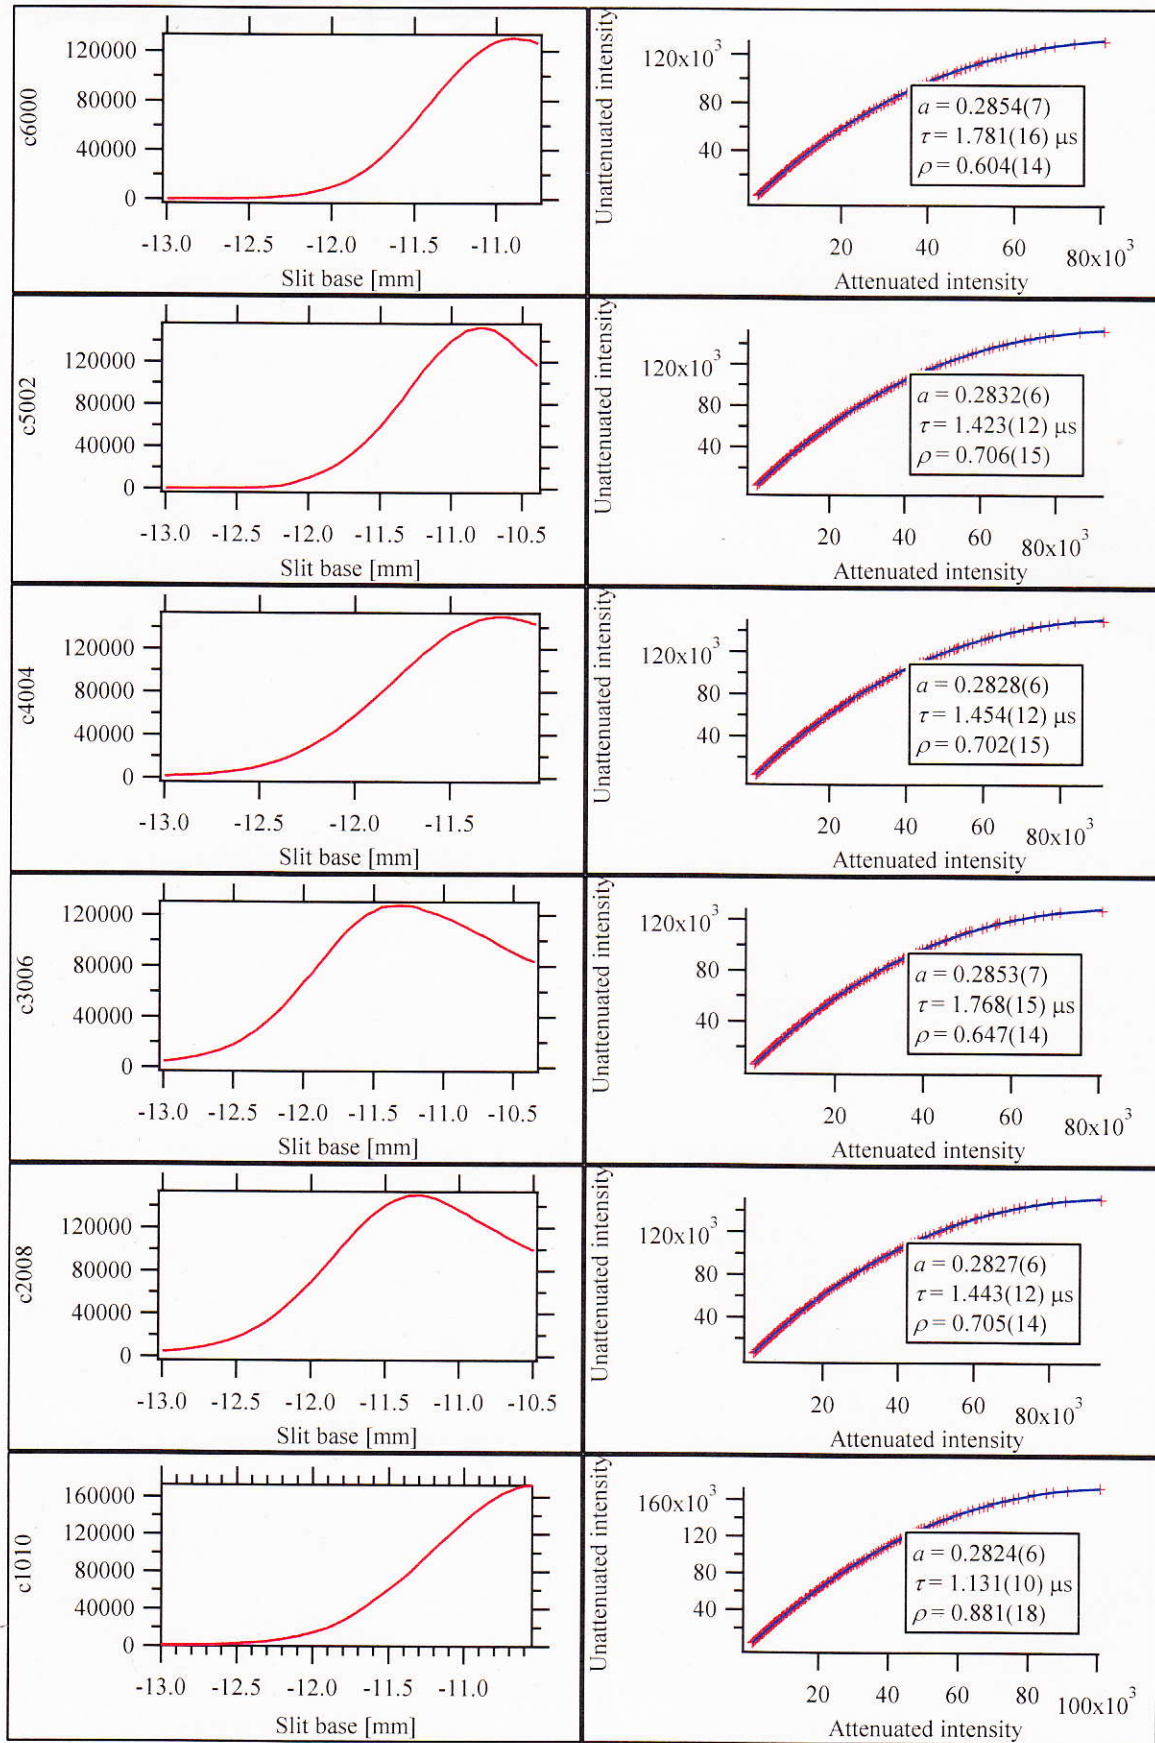 c6000
120000
80000
40000
0
-13.0 -12.5 -12.0 -11.5 -11.0
Slit base [mm]
Unattenuated intensity
120x10³
80
40
a = 0.2854(7)
τ = 1.781(16) μs
ρ = 0.604(14)
20 40 60 80x10³
Attenuated intensity
c5002
120000
80000
40000
0
-13.0 -12.5 -12.0 -11.5 -11.0 -10.5
Slit base [mm]
Unattenuated intensity
120x10³
80
40
a = 0.2832(6)
τ = 1.423(12) μs
ρ = 0.706(15)
20 40 60 80x10³
Attenuated intensity
c4004
120000
80000
40000
0
-13.0 -12.5 -12.0 -11.5
Slit base [mm]
Unattenuated intensity
120x10³
80
40
a = 0.2828(6)
τ = 1.454(12) μs
ρ = 0.702(15)
20 40 60 80x10³
Attenuated intensity
c3006
120000
80000
40000
0
-13.0 -12.5 -12.0 -11.5 -11.0 -10.5
Slit base [mm]
Unattenuated intensity
120x10³
80
40
a = 0.2853(7)
τ = 1.768(15) μs
ρ = 0.647(14)
20 40 60 80x10³
Attenuated intensity
c2008
120000
80000
40000
0
-13.0 -12.5 -12.0 -11.5 -11.0 -10.5
Slit base [mm]
Unattenuated intensity
120x10³
80
40
a = 0.2827(6)
τ = 1.443(12) μs
ρ = 0.705(14)
20 40 60 80x10³
Attenuated intensity
c1010
160000
120000
80000
40000
0
-13.0 -12.5 -12.0 -11.5 -11.0
Slit base [mm]
Unattenuated intensity
160x10³
120
80
40
a = 0.2824(6)
τ = 1.131(10) μs
ρ = 0.881(18)
20 40 60 80 100x10³
Attenuated intensity